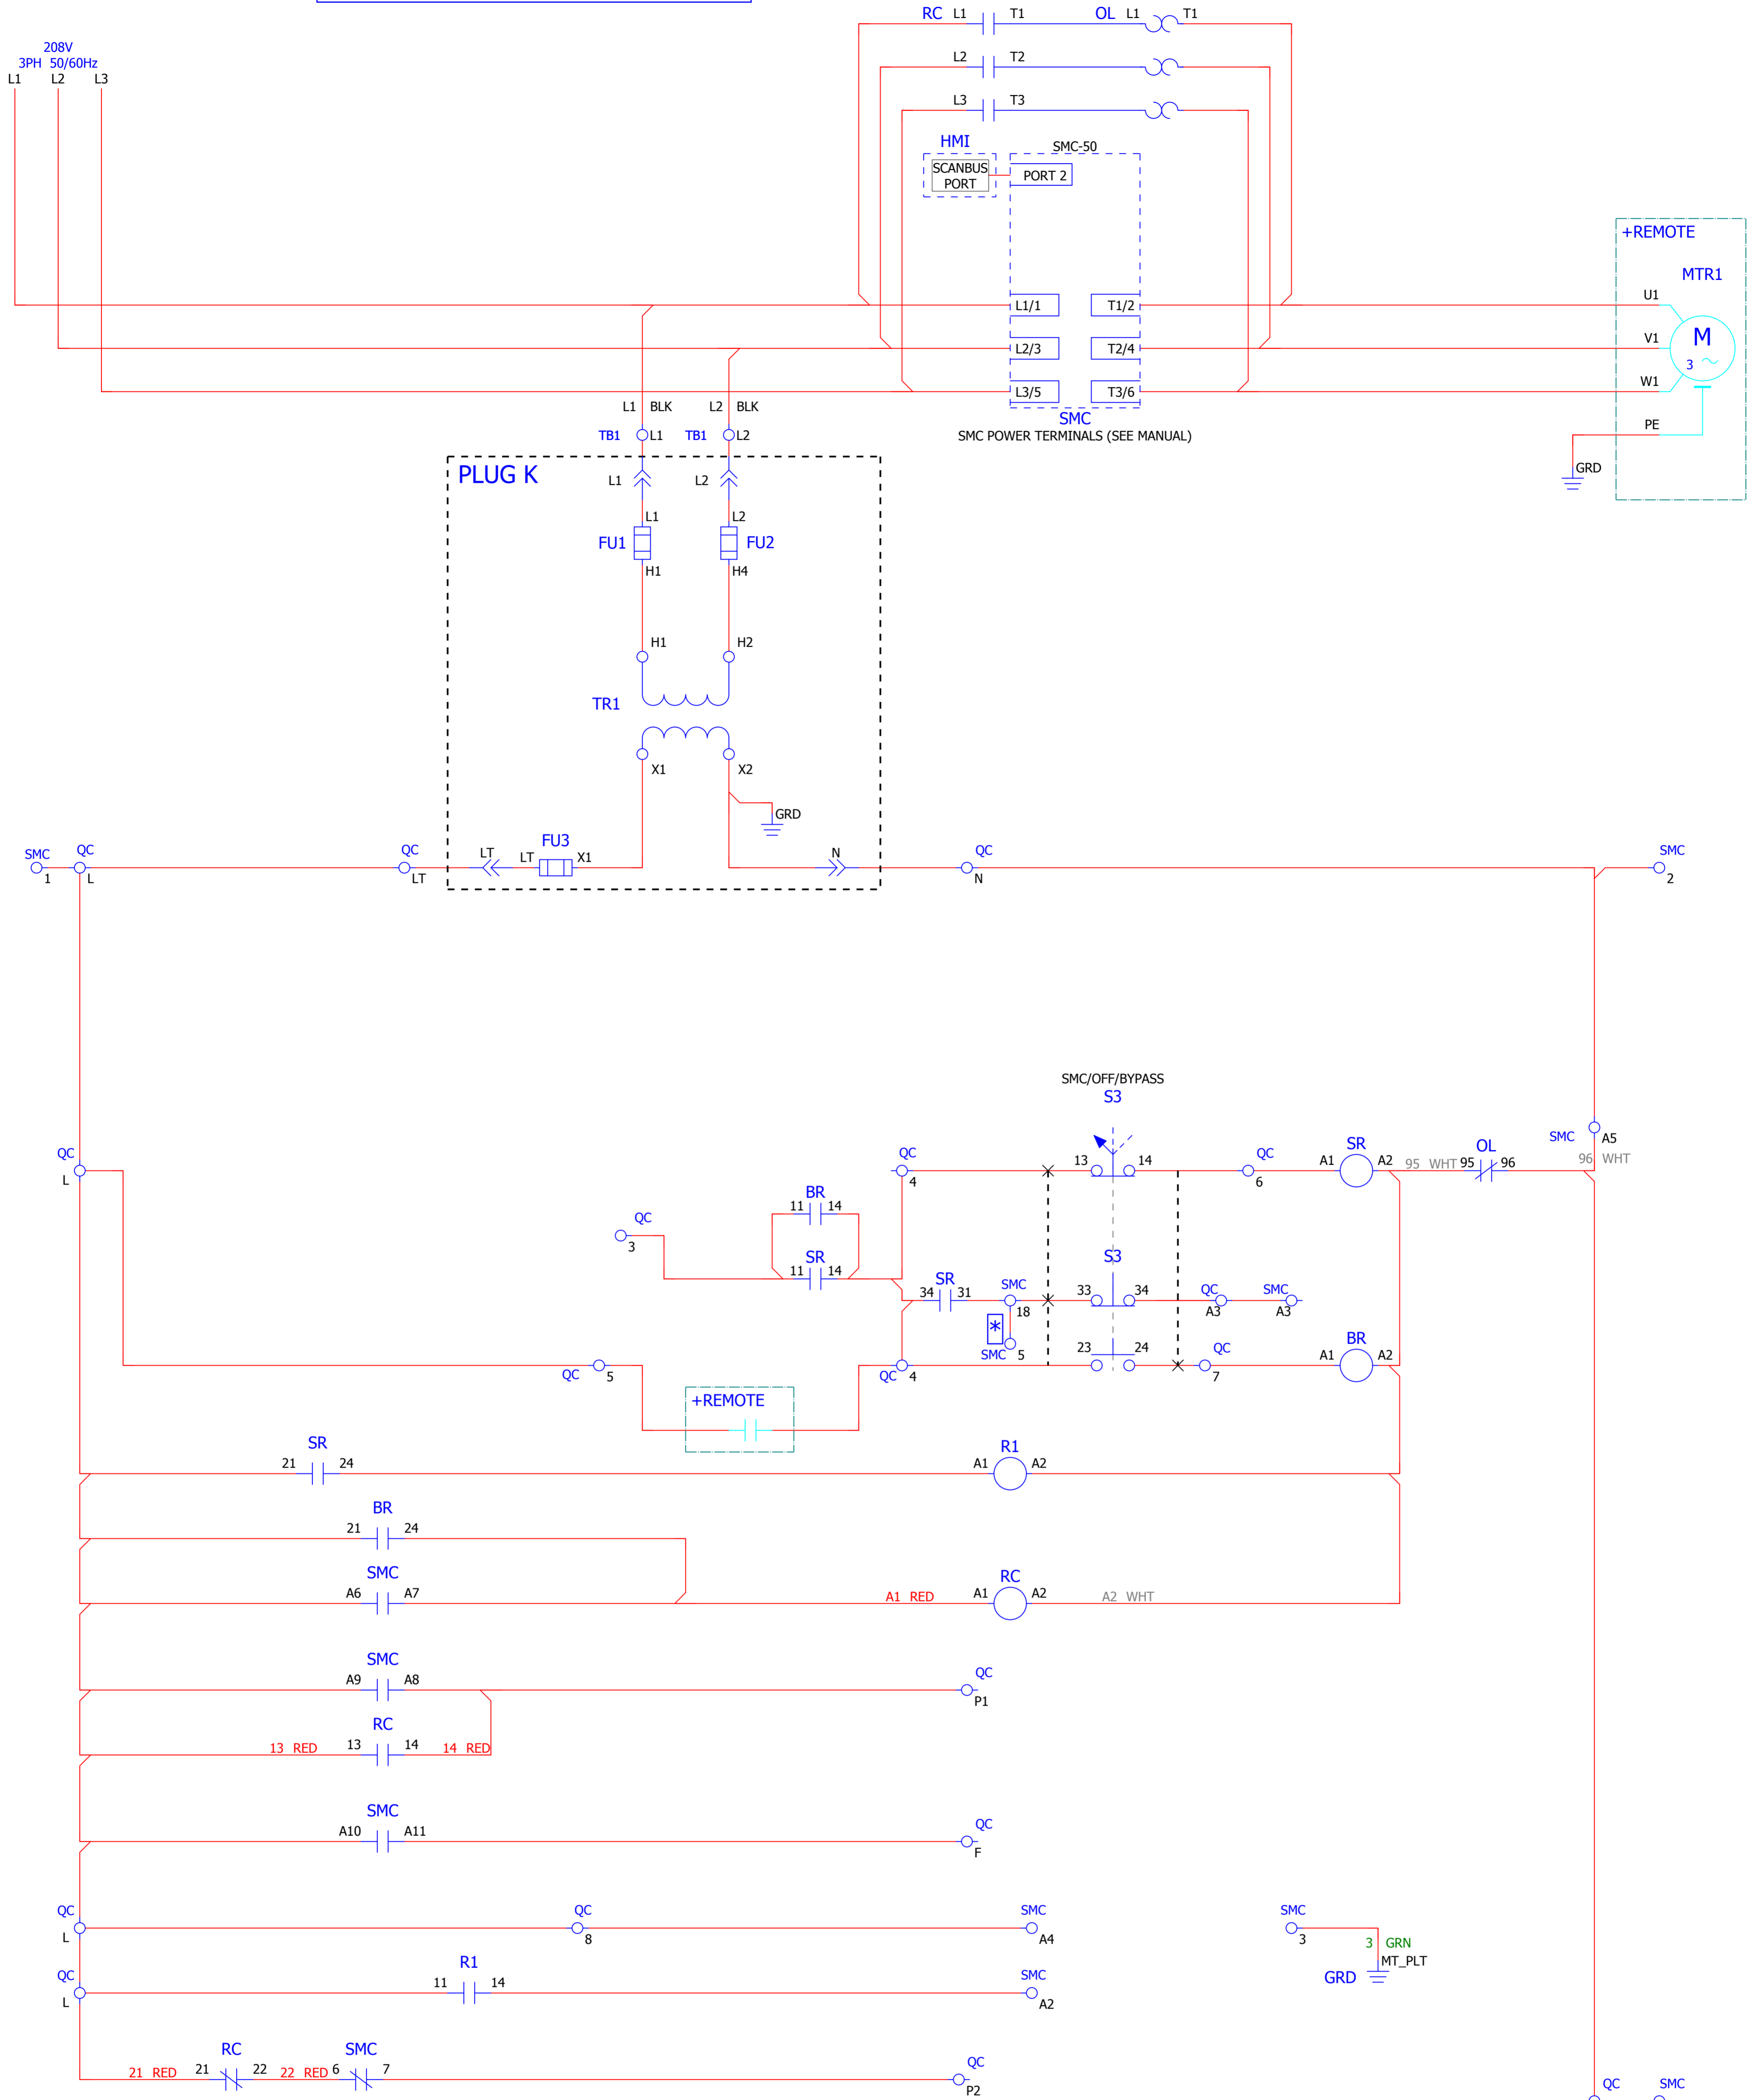 RC L1 T1 OL L1 T1
208V
3PH 50/60Hz
L1 L2 L3
L2 T2
L3 T3
HMI
SMC-50
SCANBUS
PORT
PORT 2
+REMOTE
MTR1
L1/1 T1/2 U1
L2/3 T2/4 V1 M
3
L3/5 T3/6 W1
L1 BLK L2 BLK
SMC
SMC POWER TERMINALS (SEE MANUAL)
PE
GRD
TB1 L1 TB1 L2
PLUG K
L1 L2
L1 L2
FU1 FU2
H1 H4
H1 H2
TR1
X1 X2
GRD
SMC QC QC FU3 QC SMC
LT LT X1 N
1 L LT N 2
SMC/OFF/BYPASS
S3
SMC A5
96 WHT
QC QC 13 14 QC SR OL
A1 A2 95 WHT 95 96
L 4 6
BR
11 14
QC
3
SR
11 14
S3
SR SMC QC SMC
34 31 33 34
18 A3 A3
*
SMC 5
23 24 QC BR
A1 A2
QC 5 QC 4 7
+REMOTE
SR R1
21 24 A1 A2
BR
21 24
SMC RC
A6 A7 A1 RED A1 A2 A2 WHT
SMC
A9 A8 QC
P1
RC
13 RED 13 14 14 RED
SMC
A10 A11 QC
F
QC QC SMC SMC
L 8 A4 3
3 GRN
MT_PLT
GRD
QC R1 SMC
11 14
L A2
RC SMC
21 RED 21 22 22 RED 6 7 QC
P2
QC SMC